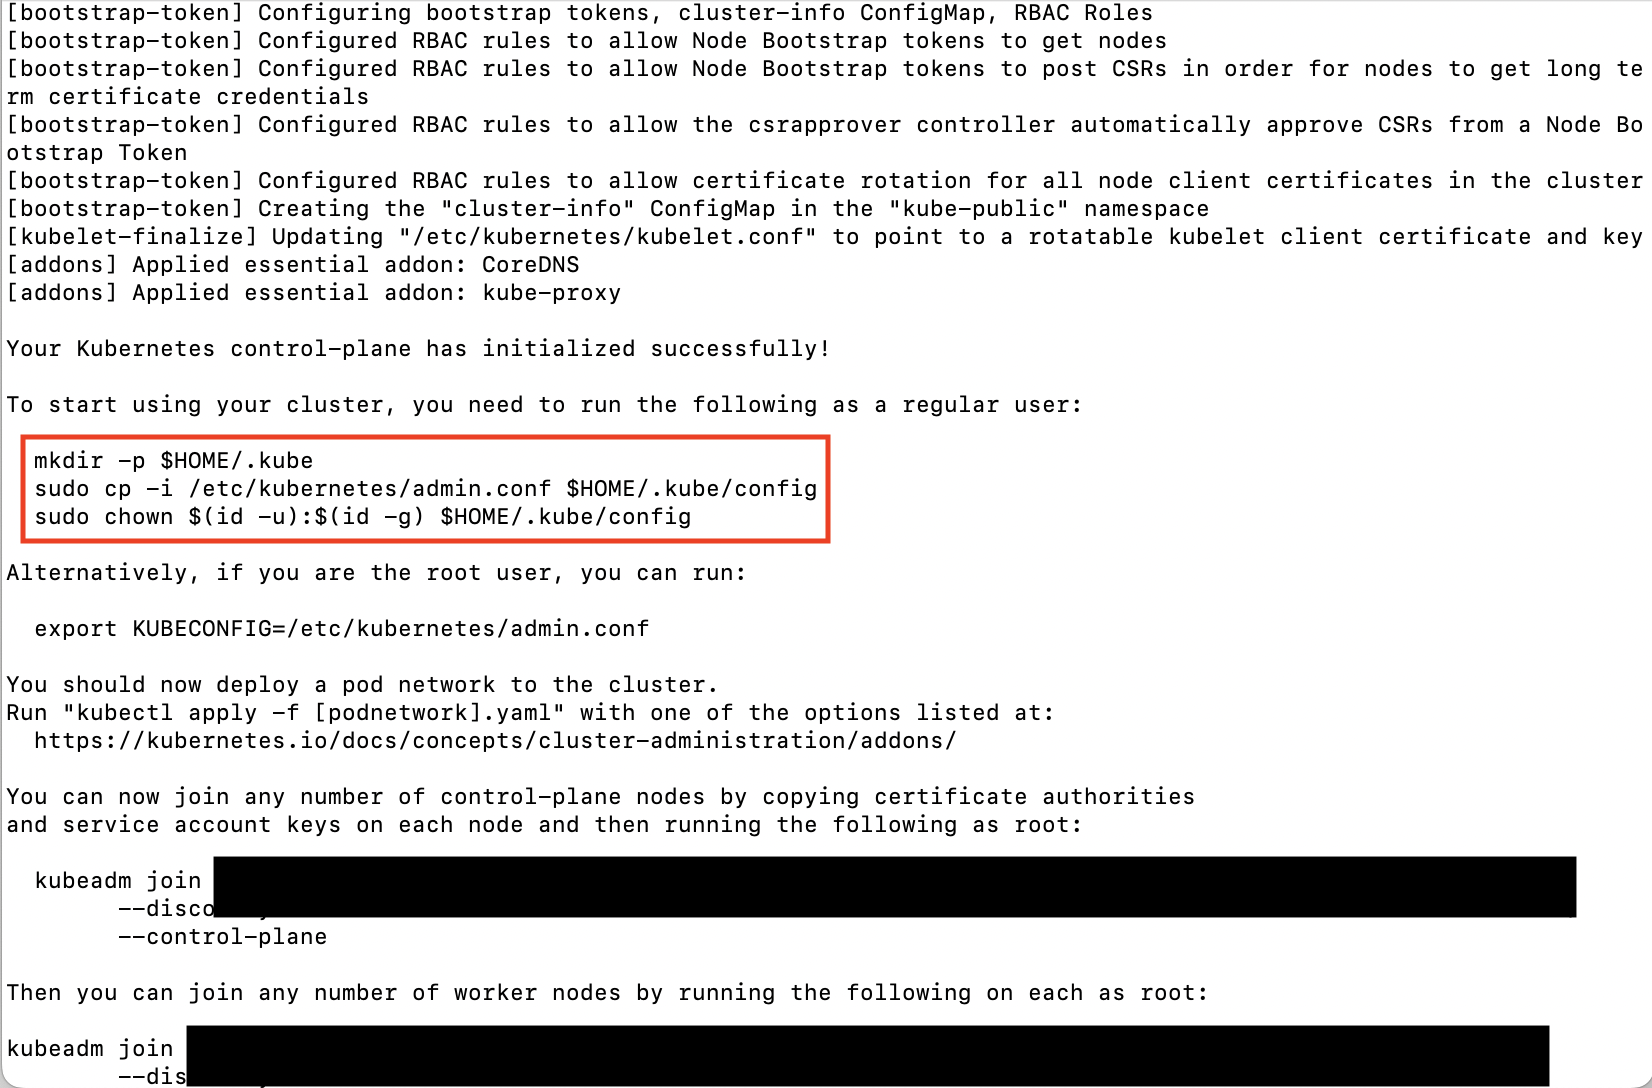 [bootstrap-token] Configuring bootstrap tokens, cluster-info ConfigMap, RBAC Roles
[bootstrap-token] Configured RBAC rules to allow Node Bootstrap tokens to get nodes
[bootstrap-token] Configured RBAC rules to allow Node Bootstrap tokens to post CSRs in order for nodes to get long te
rm certificate credentials
[bootstrap-token] Configured RBAC rules to allow the csrapprover controller automatically approve CSRs from a Node Bo
otstrap Token
[bootstrap-token] Configured RBAC rules to allow certificate rotation for all node client certificates in the cluster
[bootstrap-token] Creating the "cluster-info" ConfigMap in the "kube-public" namespace
[kubelet-finalize] Updating "/etc/kubernetes/kubelet.conf" to point to a rotatable kubelet client certificate and key
[addons] Applied essential addon: CoreDNS
[addons] Applied essential addon: kube-proxy
Your Kubernetes control-plane has initialized successfully!
To start using your cluster, you need to run the following as a regular user:
mkdir -p $HOME/.kube
sudo cp -i /etc/kubernetes/admin.conf $HOME/.kube/config
sudo chown $(id -u):$(id -g) $HOME/.kube/config
Alternatively, if you are the root user, you can run:
export KUBECONFIG=/etc/kubernetes/admin.conf
You should now deploy a pod network to the cluster.
Run "kubectl apply -f [podnetwork].yaml" with one of the options listed at:
https://kubernetes.io/docs/concepts/cluster-administration/addons/
You can now join any number of control-plane nodes by copying certificate authorities
and service account keys on each node and then running the following as root:
kubeadm join
--disco
--control-plane
Then you can join any number of worker nodes by running the following on each as root:
kubeadm join
--dis